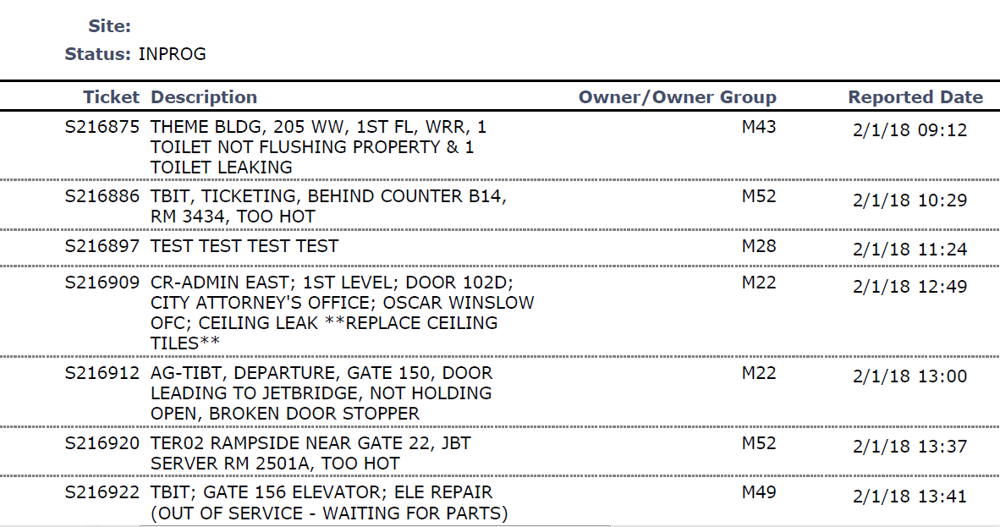 Site:
Status: INPROG
Ticket Description Owner/Owner Group Reported Date
S216875 THEME BLDG, 205 WW, 1ST FL, WRR, 1 M43 2/1/18 09:12
TOILET NOT FLUSHING PROPERTY & 1
TOILET LEAKING
S216886 TBIT, TICKETING, BEHIND COUNTER B14, M52 2/1/18 10:29
RM 3434, TOO HOT
S216897 TEST TEST TEST TEST M28 2/1/18 11:24
S216909 CR-ADMIN EAST; 1ST LEVEL; DOOR 102D; M22 2/1/18 12:49
CITY ATTORNEY'S OFFICE; OSCAR WINSLOW
OFC; CEILING LEAK **REPLACE CEILING
TILES**
S216912 AG-TIBT, DEPARTURE, GATE 150, DOOR M22 2/1/18 13:00
LEADING TO JETBRIDGE, NOT HOLDING
OPEN, BROKEN DOOR STOPPER
S216920 TER02 RAMPSIDE NEAR GATE 22, JBT M52 2/1/18 13:37
SERVER RM 2501A, TOO HOT
S216922 TBIT; GATE 156 ELEVATOR; ELE REPAIR M49 2/1/18 13:41
(OUT OF SERVICE - WAITING FOR PARTS)